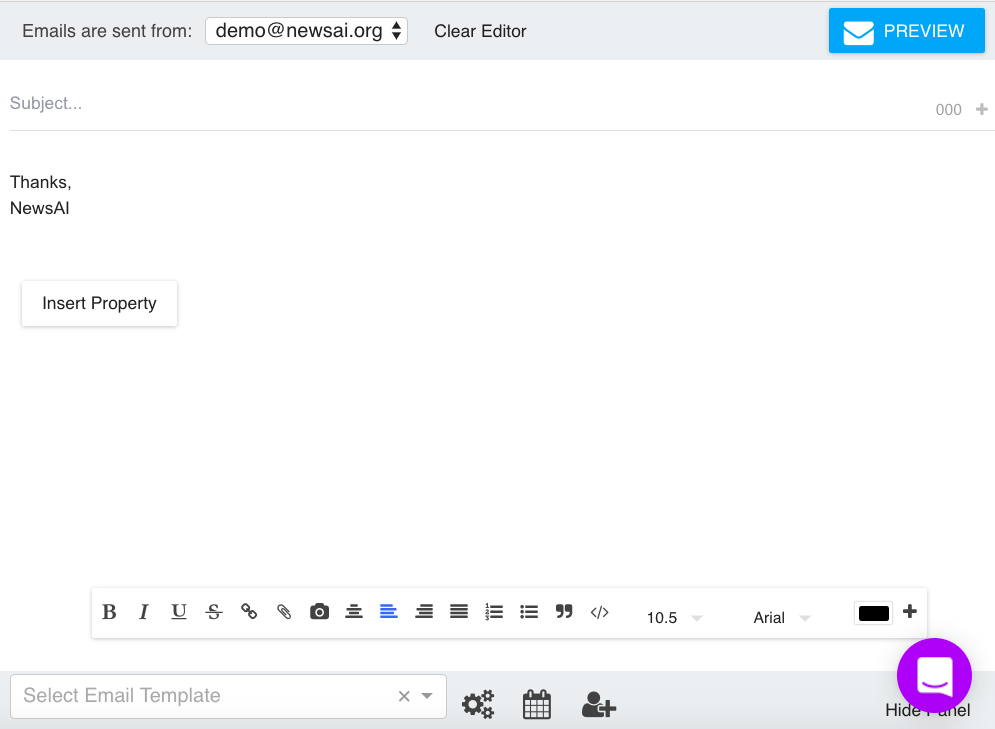 Emails are sent from: demo@newsai.org Clear Editor PREVIEW
Subject...
000 +
Thanks,
NewsAI
Insert Property
B I U S 10.5 Arial +
Select Email Template
Hide Panel